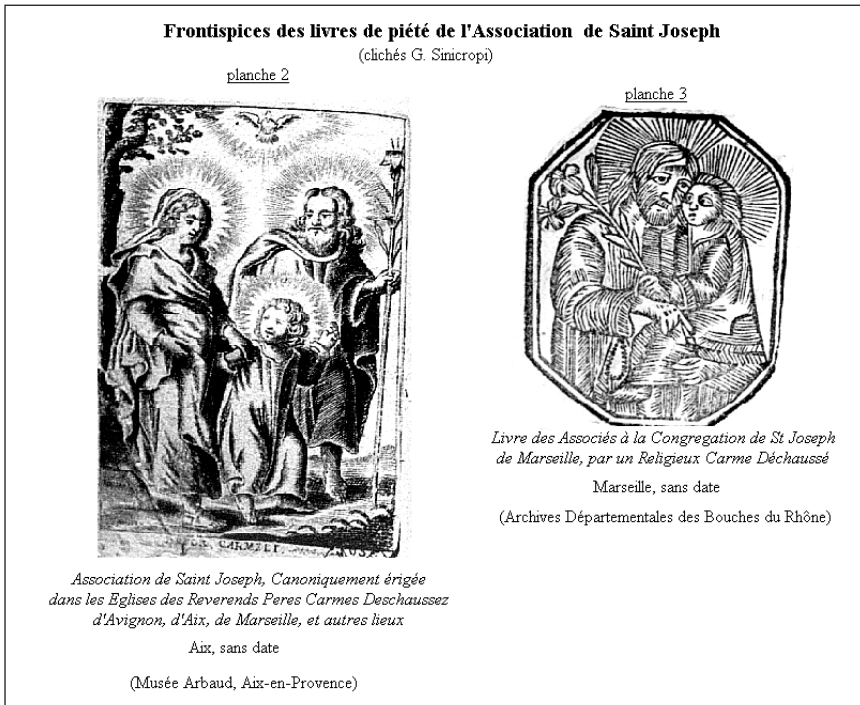 Frontispices des livres de piété de l'Association de Saint Joseph
(clichés G. Sinicropi)
planche 2
Association de Saint Joseph, Canoniquement érigée
dans les Eglises des Reverends Peres Carmes Deschaussez
d'Avignon, d'Aix, de Marseille, et autres lieux
Aix, sans date
(Musée Arbaud, Aix-en-Provence)
planche 3
Livre des Associés à la Congregation de St Joseph
de Marseille, par un Religieux Carme Déchaussé
Marseille, sans date
(Archives Départementales des Bouches du Rhône)